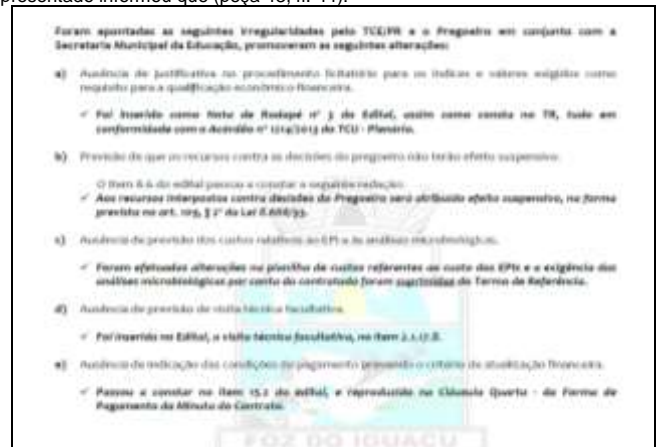 presentado informou que (peça
Foram apontadas as seguintes irregularidades pelo TCE/PR e o Pregoeiro em conjunto com a
Secretaria Municipal da Educação, promoveram as seguintes alterações:
a) Ausência de justificativa no procedimento licitatório para os índices e valores exigidos como
requisito para a qualificação econômico financeira.
✓ Foi inserido como Nota de Rodapé nº 3 do Edital, assim como consta no TR, tudo em
conformidade com o Acórdão nº 1214/2013 do TCU - Plenário.
b) Previsão de que os recursos contra as decisões do pregoeiro não terão efeito suspensivo.
O item 8.6 do edital passou a constar a seguinte redação:
✓ Aos recursos interpostos contra decisões do Pregoeiro será atribuído efeito suspensivo, na forma
prevista no art. 109, § 2º da Lei 8.666/93.
c) Ausência de previsão dos custos relativos ao EPI e às análises microbiológicas.
✓ Foram efetuadas alterações na planilha de custos referentes ao custo dos EPIs e a exigência das
análises microbiológicas por conta do contratado foram suprimidas do Termo de Referência.
d) Ausência de previsão de visita técnica facultativa.
✓ Foi inserido no Edital, a visita técnica facultativa, no item 2.1.17.8.
e) Ausência de indicação das condições de pagamento prevendo o critério de atualização financeira.
✓ Passou a constar no item 15.2 do edital, e reproduzido na Cláusula Quarta - da Forma de
Pagamento da Minuta do Contrato.
FOZ DO IGUAÇU